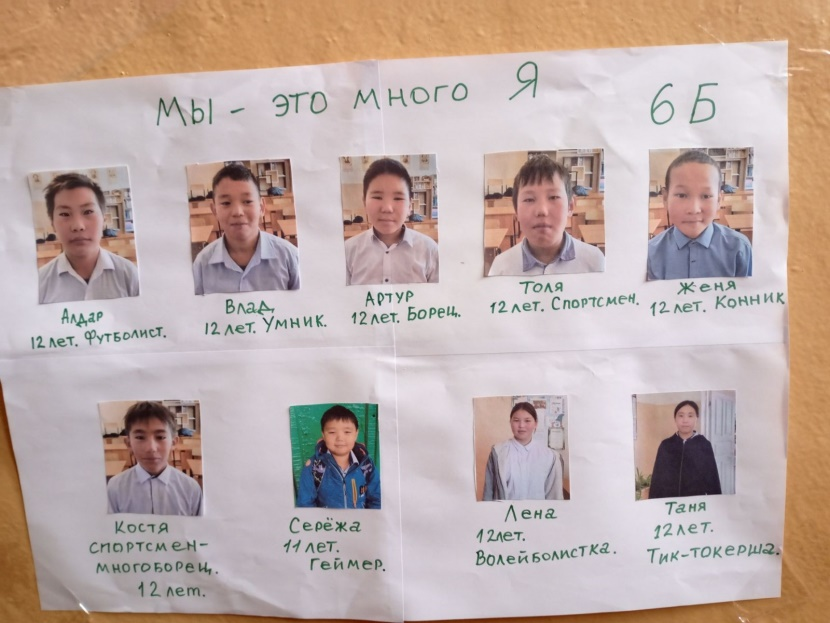 Мы - это много Я
6 Б
Алдар
12 лет. Футболист.
Влад,
12 лет. Умник.
Артур
12 лет. Борец.
Толя
12 лет. Спортсмен.
Женя
12 лет. Конник
Костя
спортсмен-
многоборец.
12 лет.
Серёжа
11 лет.
Геймер.
Лена
12лет.
Волейболистка.
Таня
12 лет.
Тик-токерша.